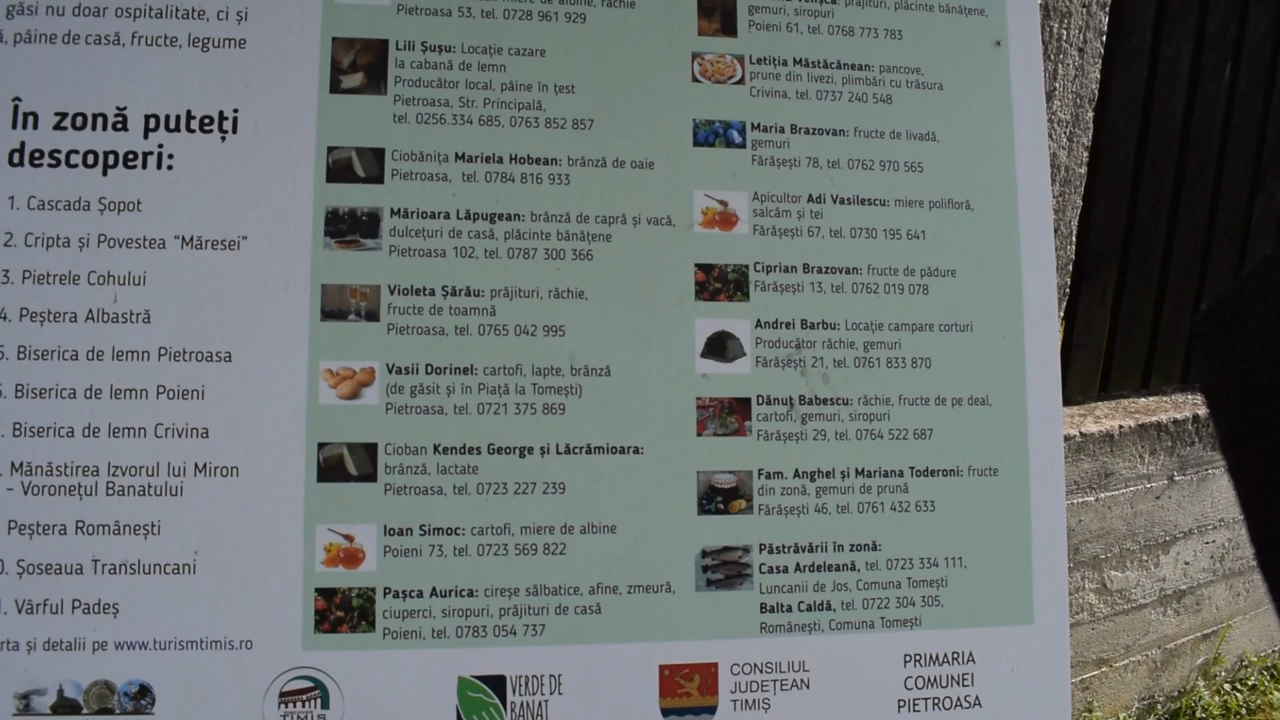 găsi nu doar ospitalitate, ci și
pâine de casă, fructe, legume
În zonă puteți
descoperi:
1. Cascada Șopot
2. Cripta și Povestea “Măresei”
3. Pietrele Cohului
4. Peștera Albastră
5. Biserica de lemn Pietroasa
Biserica de lemn Poieni
Biserica de lemn Crivina
Mănăstirea Izvorul lui Miron
- Voronețul Banatului
Peștera Românești
Șoseaua Transluncani
Vârful Padeș
și detalii pe www.turismtimis.ro
miere de albine, răchie
Pietroasa 53, tel. 0728 961 929
Lili Șușu: Locație cazare
la cabană de lemn
Producător local, pâine în țest
Pietroasa, Str. Principală,
tel. 0256.334 685, 0763 852 857
Ciobănița Mariela Hobean: brânză de oaie
Pietroasa, tel. 0784 816 933
Mărioara Lăpugean: brânză de capră și vacă,
dulcețuri de casă, plăcinte bănățene
Pietroasa 102, tel. 0787 300 366
Violeta Șărău: prăjituri, răchie,
fructe de toamnă
Pietroasa, tel. 0765 042 995
Vasii Dorinel: cartofi, lapte, brânză
(de găsit și în Piață la Tomești)
Pietroasa, tel. 0721 375 869
Cioban Kendes George și Lăcrămioara:
brânză, lactate
Pietroasa, tel. 0723 227 239
Ioan Simoc: cartofi, miere de albine
Poieni 73, tel. 0723 569 822
Pașca Aurica: cireșe sălbatice, afine, zmeură,
ciuperci, siropuri, prăjituri de casă
Poieni, tel. 0783 054 737
prăjituri, plăcinte bănățene,
gemuri, siropuri
Poieni 61, tel. 0768 773 783
Letiția Măstăcănean: pancove,
prune din livezi, plimbări cu trăsura
Crivina, tel. 0737 240 548
Maria Brazovan: fructe de livadă,
gemuri
Fărășești 78, tel. 0762 970 565
Apicultor Adi Vasilescu: miere polifloră,
salcâm și tei
Fărășești 67, tel. 0730 195 641
Ciprian Brazovan: fructe de pădure
Fărășești 13, tel. 0762 019 078
Andrei Barbu: Locație campare corturi
Producător răchie, gemuri
Fărășești 21, tel. 0761 833 870
Dănuț Babescu: răchie, fructe de pe deal,
cartofi, gemuri, siropuri
Fărășești 29, tel. 0764 522 687
Fam. Anghel și Mariana Toderoni: fructe
din zonă, gemuri de prună
Fărășești 46, tel. 0761 432 633
Păstrăvării în zonă:
Casa Ardeleană, tel. 0723 334 111,
Luncanii de Jos, Comuna Tomești
Balta Caldă, tel. 0722 304 305,
Românești, Comuna Tomești
TIMIȘ
VERDE DE
BANAT
CONSILIUL
JUDEȚEAN
TIMIȘ
PRIMARIA
COMUNEI
PIETROASA